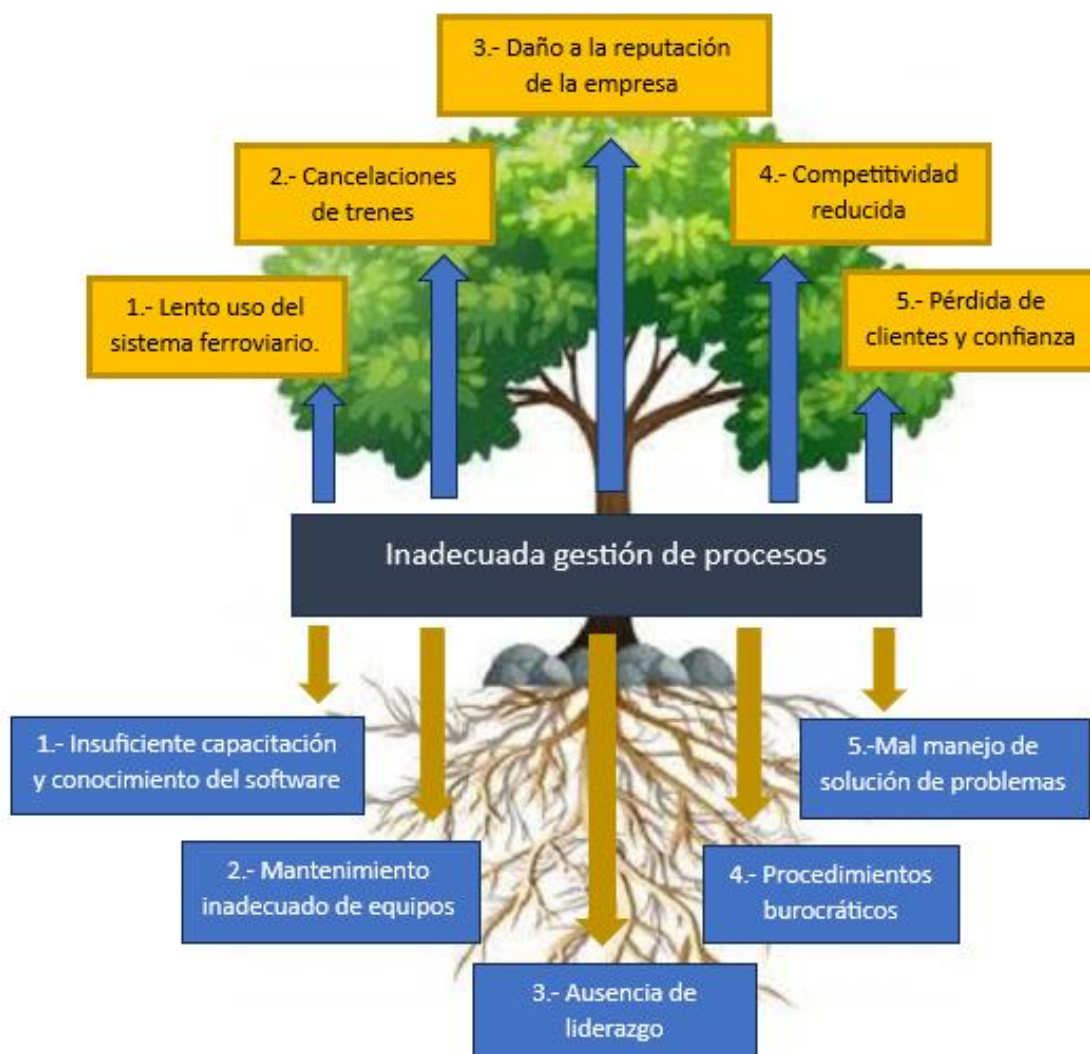 3.- Daño a la reputación
de la empresa
2.- Cancelaciones
de trenes
4.- Competitividad
reducida
1.- Lento uso del
sistema ferroviario.
5.- Pérdida de
clientes y confianza
Inadecuada gestión de procesos
1.- Insuficiente capacitación
y conocimiento del software
5.-Mal manejo de
solución de problemas
2.- Mantenimiento
inadecuado de equipos
4.- Procedimientos
burocráticos
3.- Ausencia de
liderazgo